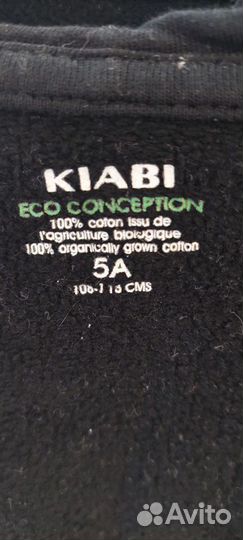 KIABI
ECO CONCEPTION
100% coton issu de
l'agriculture biologique
100% organically grown cotton
5A
108-113 CMS
Avito